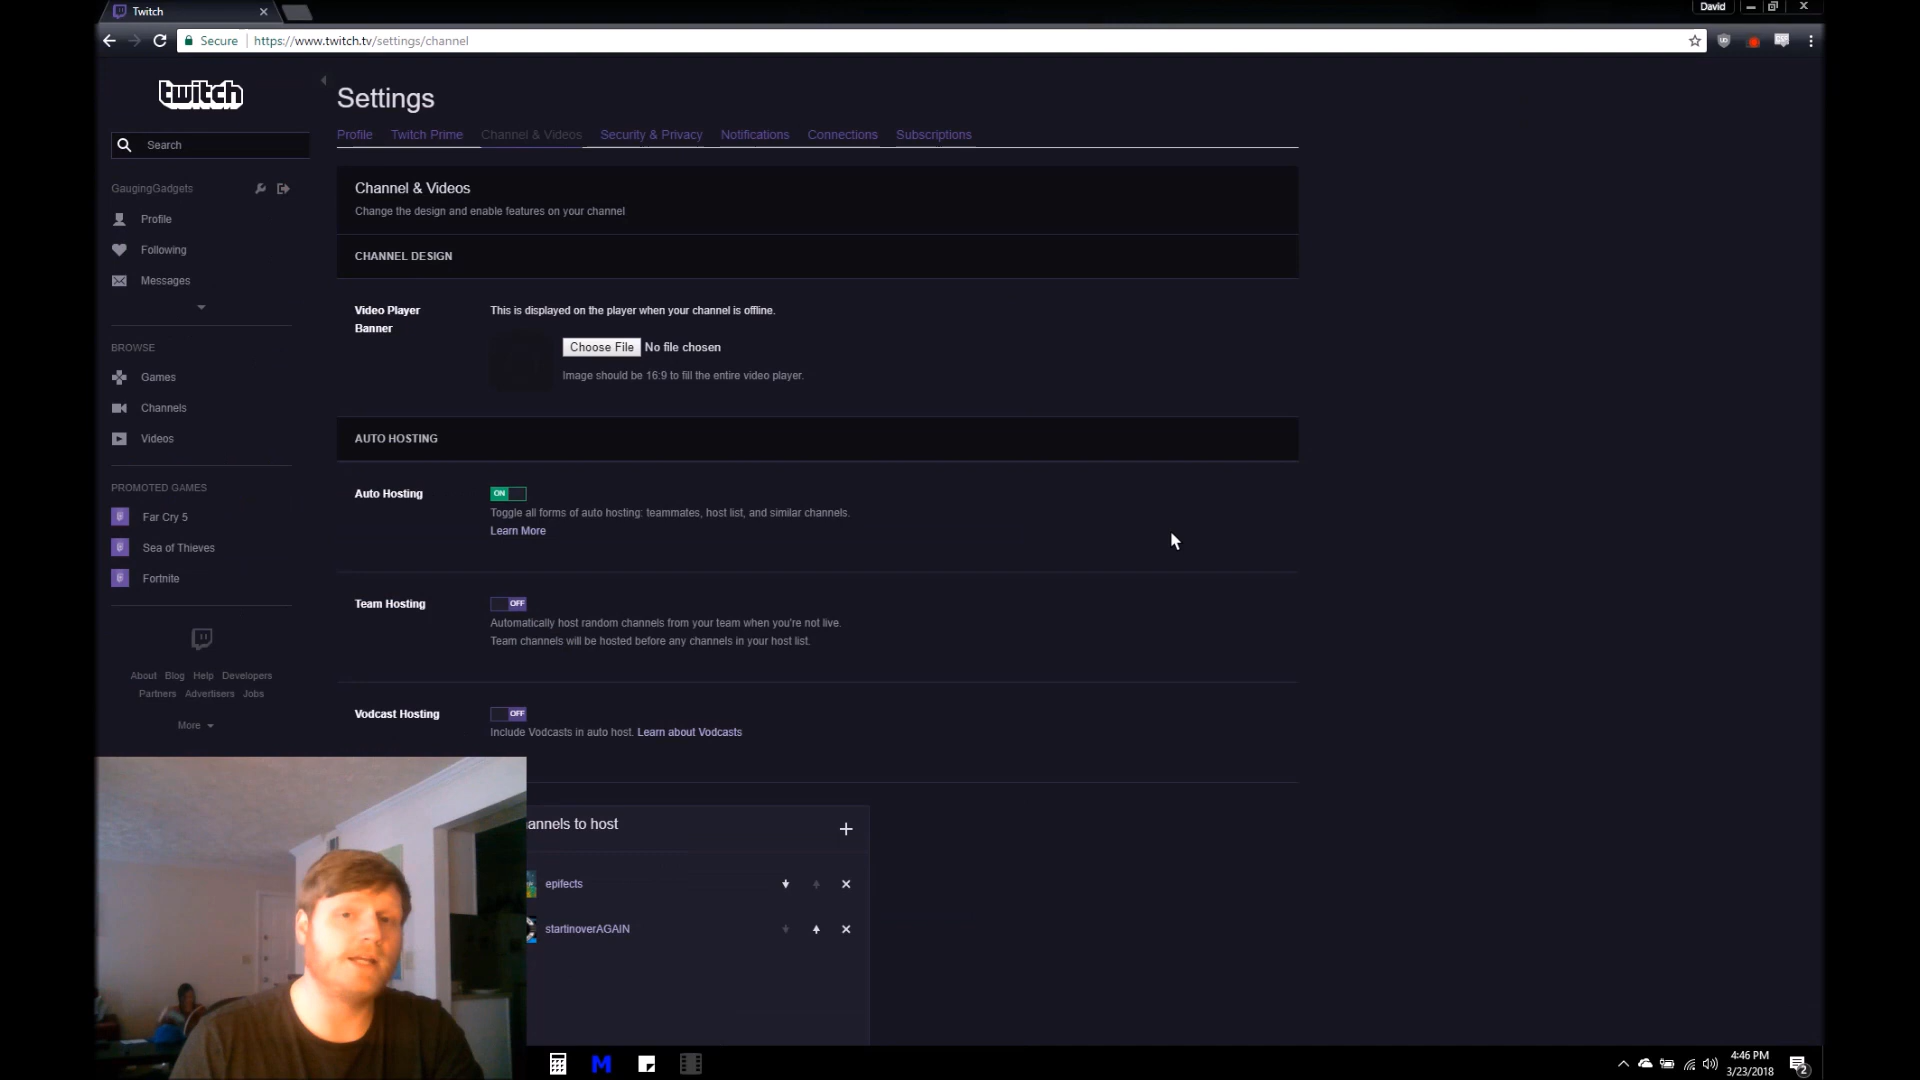 Twitch
David
Secure
https://www.twitch.tv/settings/channel
twitch
Search
GaugingGadgets
Profile
Following
Messages
BROWSE
Games
Channels
Videos
PROMOTED GAMES
Far Cry 5
Sea of Thieves
Fortnite
About Blog Help Developers
Partners Advertisers Jobs
More
Settings
Profile Twitch Prime Channel & Videos Security & Privacy Notifications Connections Subscriptions
Channel & Videos
Change the design and enable features on your channel
CHANNEL DESIGN
Video Player
Banner
This is displayed on the player when your channel is offline.
Choose File No file chosen
Image should be 16:9 to fill the entire video player.
AUTO HOSTING
Auto Hosting
ON
Toggle all forms of auto hosting: teammates, host list, and similar channels.
Learn More
Team Hosting
OFF
Automatically host random channels from your team when you're not live.
Team channels will be hosted before any channels in your host list.
Vodcast Hosting
OFF
Include Vodcasts in auto host. Learn about Vodcasts
annels to host
epifects
startinoverAGAIN
M
4:46 PM
3/23/2018
2